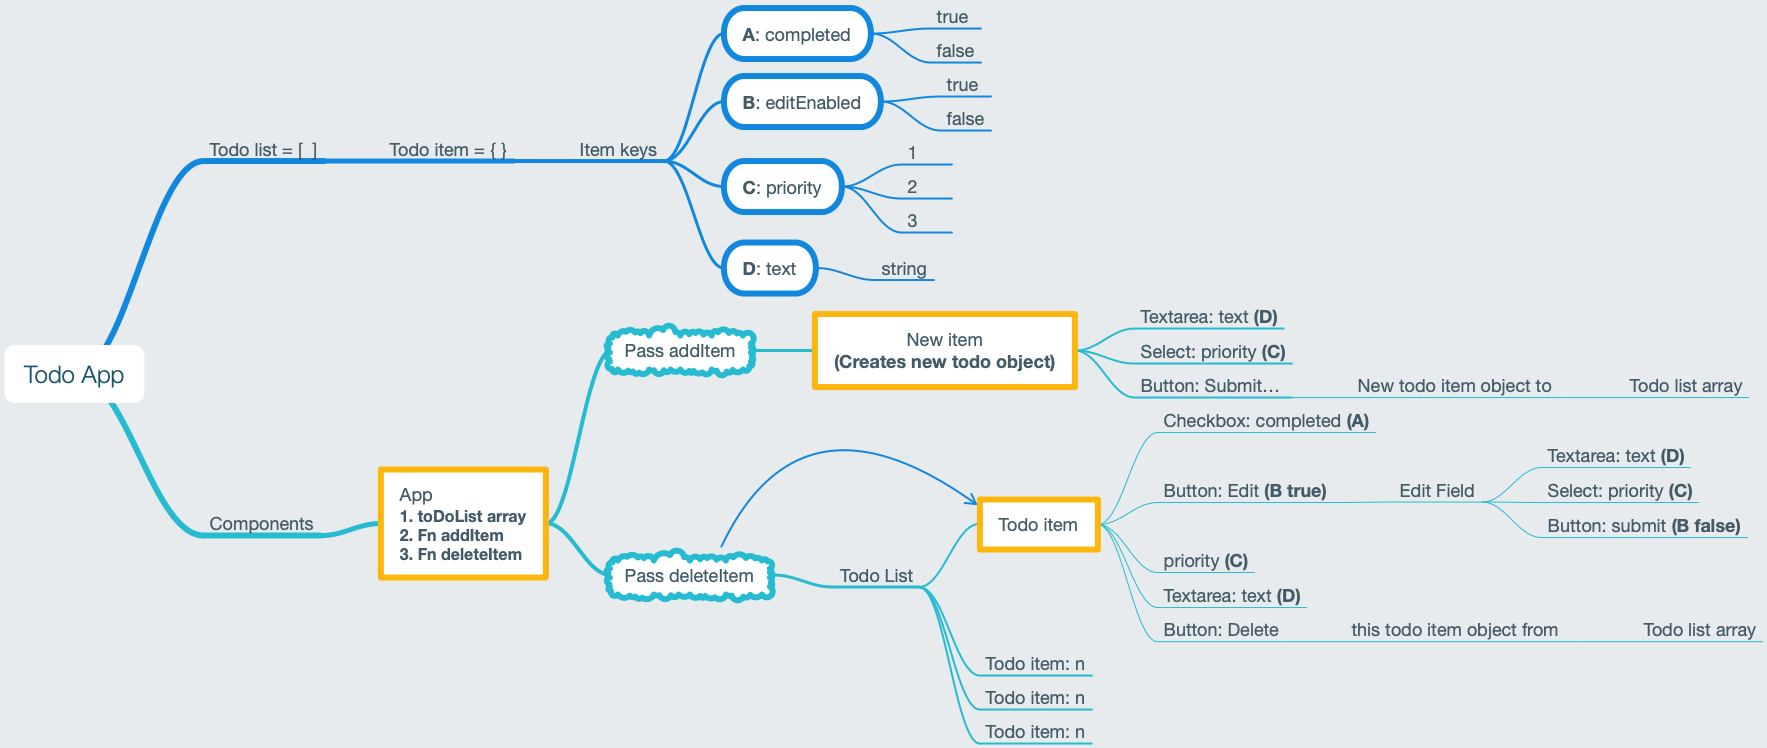 Todo App
Todo list = [  ]
Todo item = { }
Item keys
A: completed
true
false
B: editEnabled
true
false
C: priority
1
2
3
D: text
string
Components
App
1. toDoList array
2. Fn addItem
3. Fn deleteItem
Pass addItem
New item
(Creates new todo object)
Textarea: text (D)
Select: priority (C)
Button: Submit...
New todo item object to
Todo list array
Pass deleteItem
Todo List
Todo item
Checkbox: completed (A)
Button: Edit (B true)
Edit Field
Textarea: text (D)
Select: priority (C)
Button: submit (B false)
priority (C)
Textarea: text (D)
Button: Delete
this todo item object from
Todo list array
Todo item: n
Todo item: n
Todo item: n